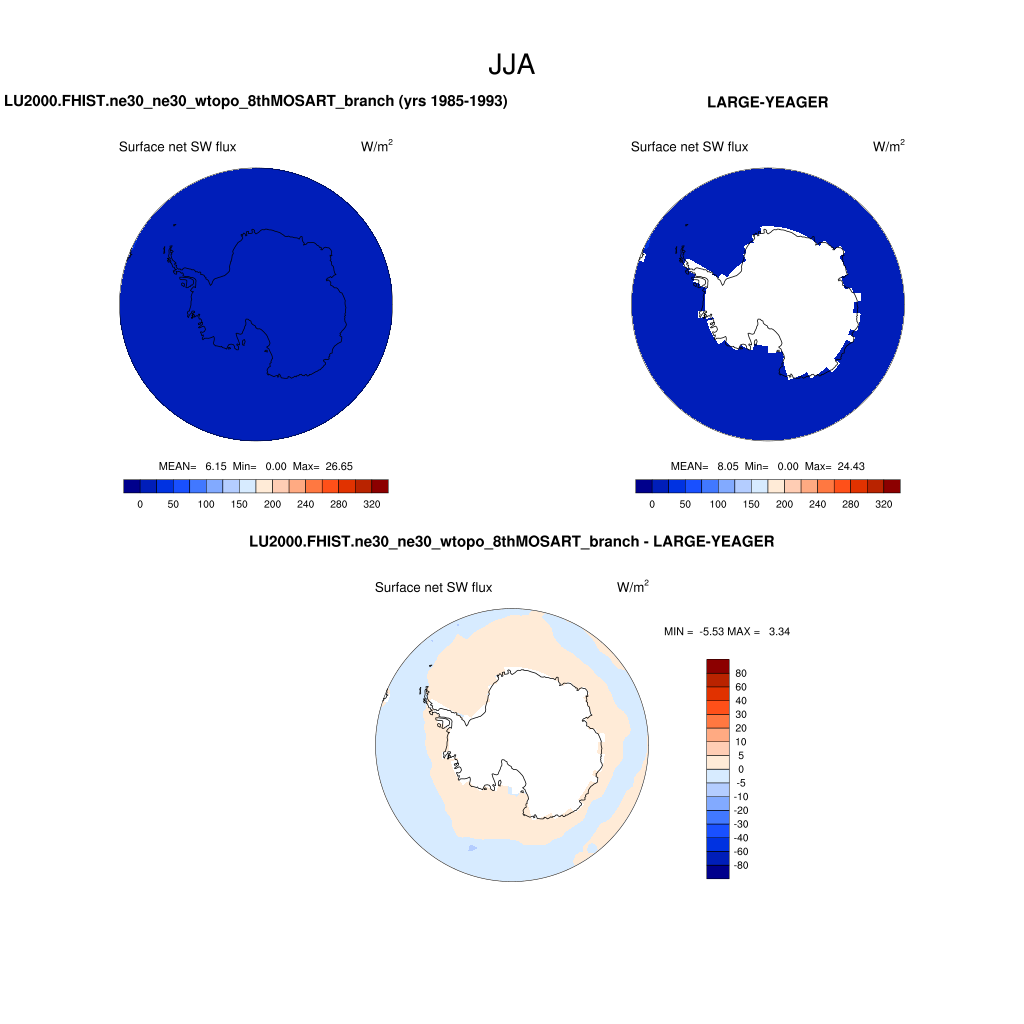 JJA
LU2000.FHIST.ne30_ne30_wtopo_8thMOSART_branch (yrs 1985-1993)
LARGE-YEAGER
Surface net SW flux W/m2
Surface net SW flux W/m2
MEAN= 6.15 Min= 0.00 Max= 26.65
MEAN= 8.05 Min= 0.00 Max= 24.43
0 50 100 150 200 240 280 320
0 50 100 150 200 240 280 320
LU2000.FHIST.ne30_ne30_wtopo_8thMOSART_branch - LARGE-YEAGER
Surface net SW flux W/m2
MIN = -5.53 MAX = 3.34
80
60
40
30
20
10
5
0
-5
-10
-20
-30
-40
-60
-80